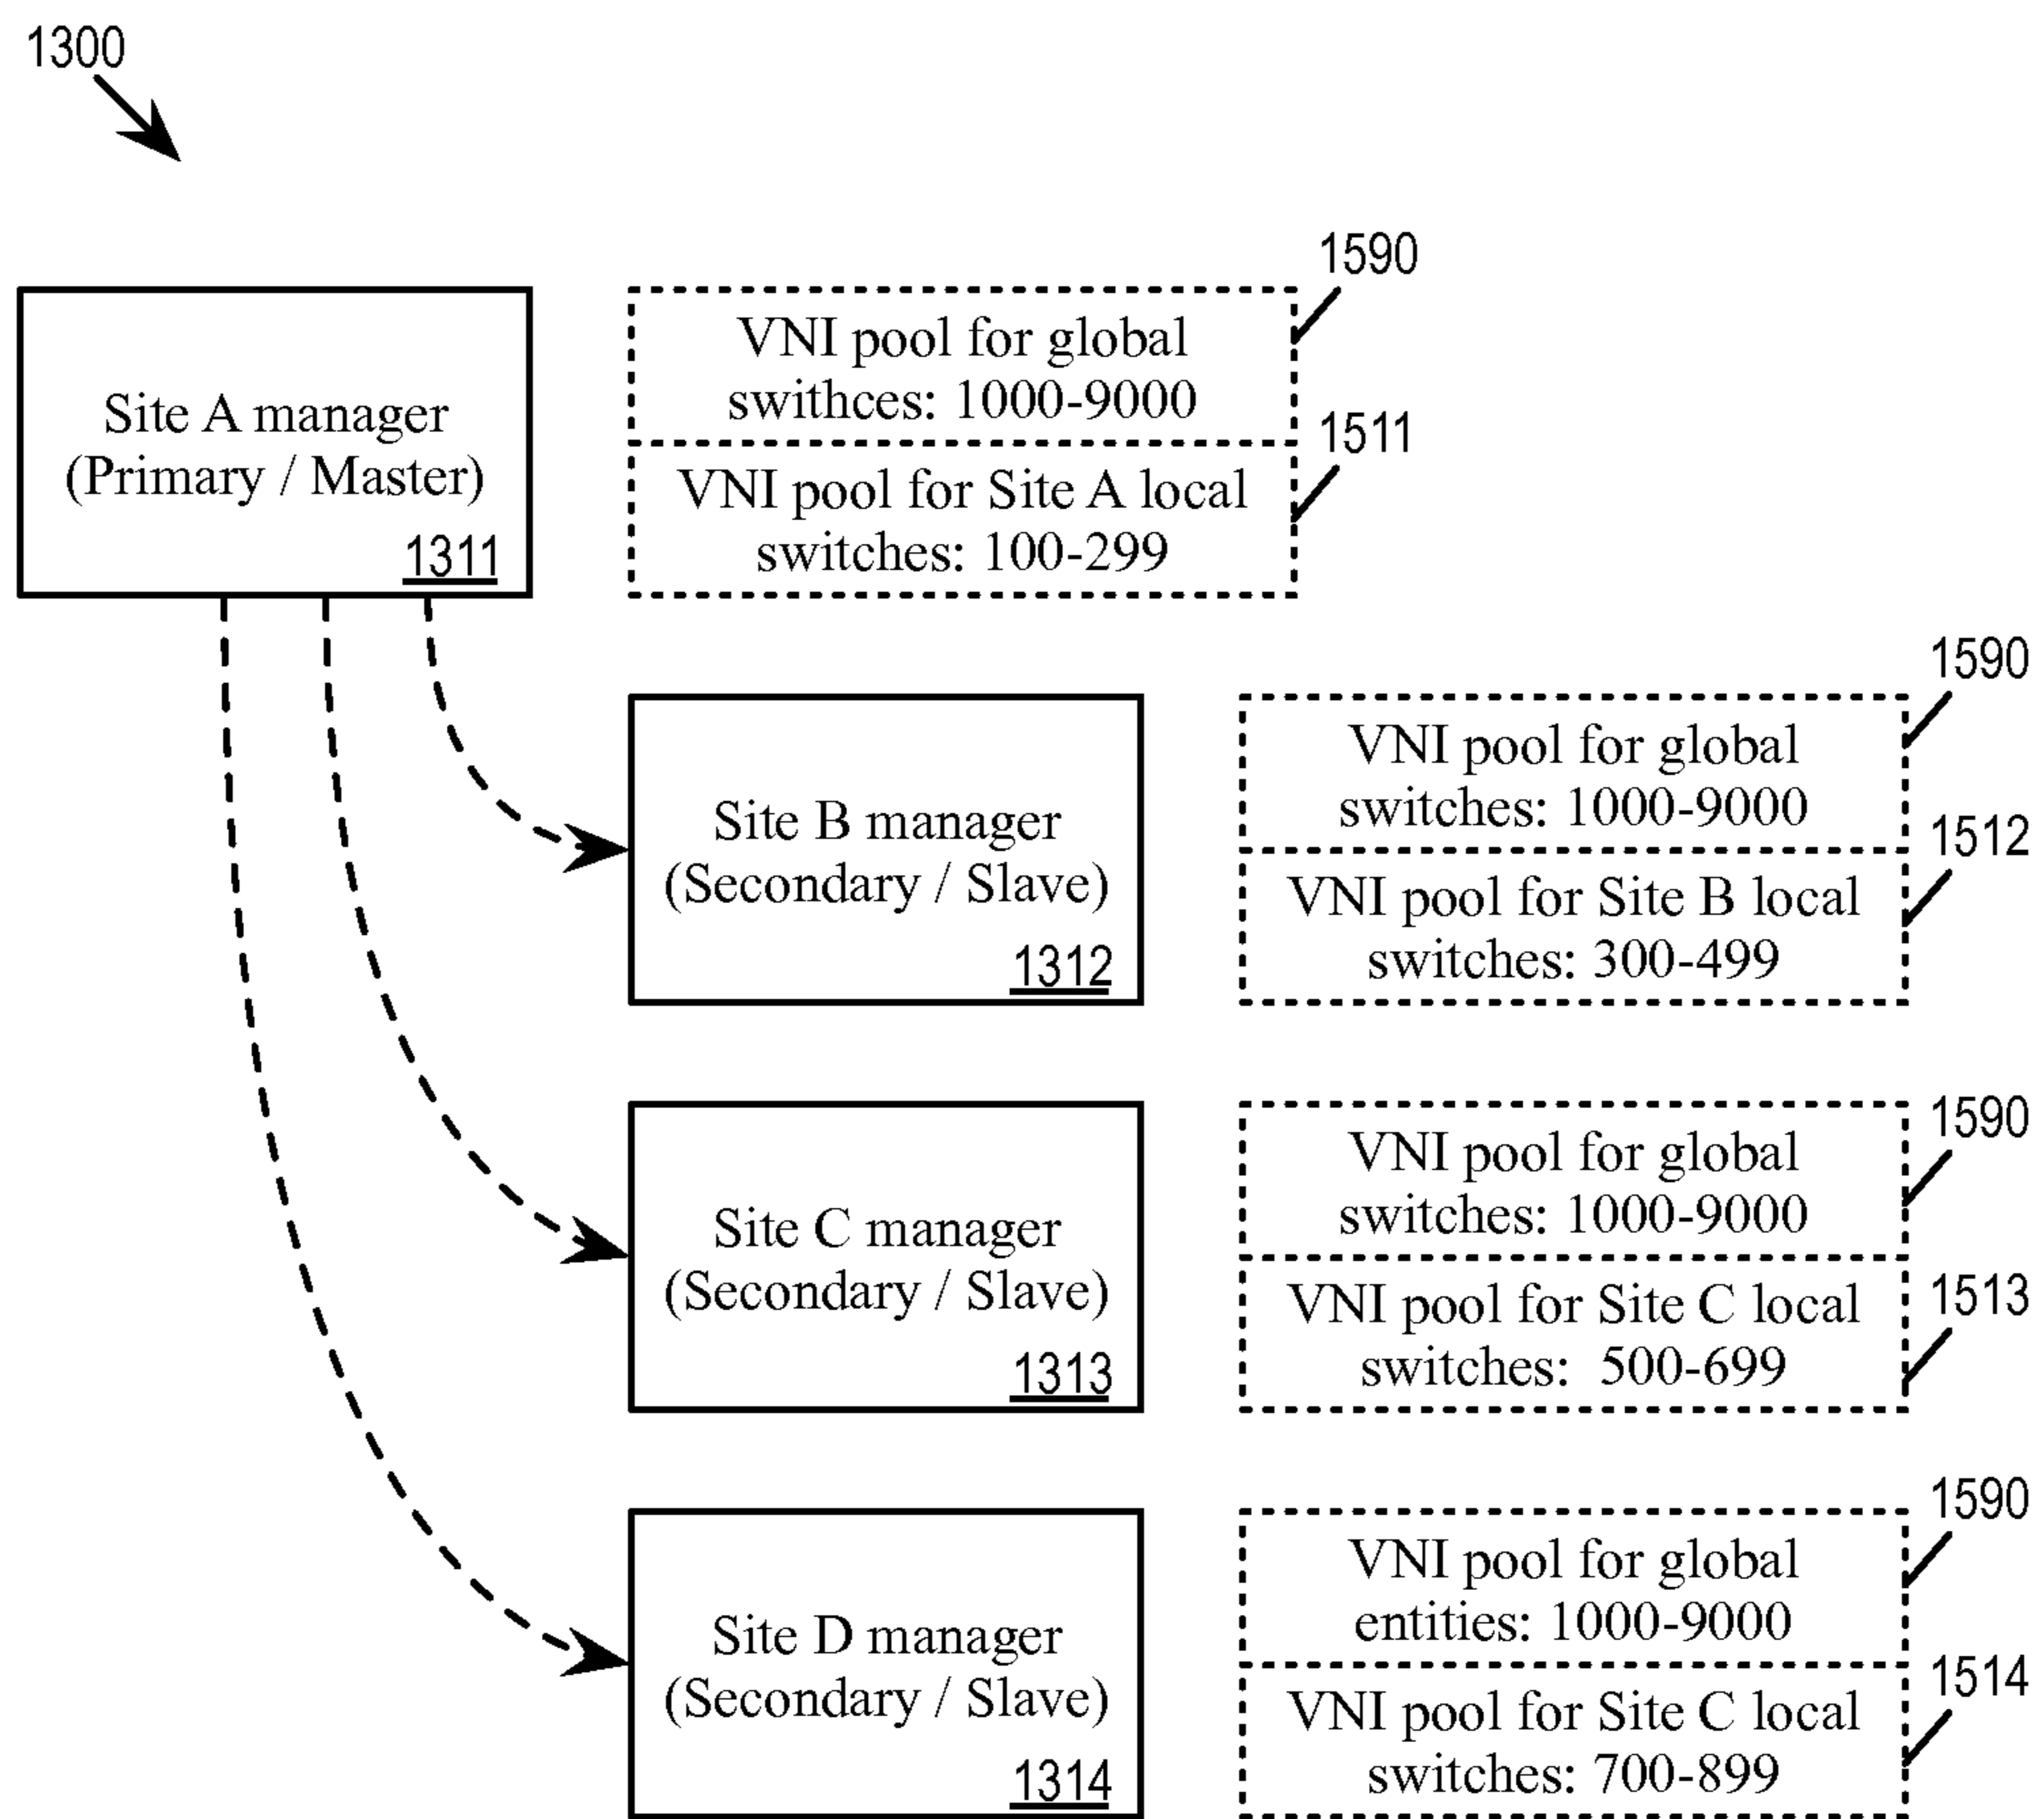 1300
1590
VNI pool for global
swithces: 1000-9000
Site A manager
(Primary / Master)
1311
1511
VNI pool for Site A local
switches: 100-299
1590
VNI pool for global
switches: 1000-9000
Site B manager
(Secondary / Slave)
1312
1512
VNI pool for Site B local
switches: 300-499
1590
VNI pool for global
switches: 1000-9000
Site C manager
(Secondary / Slave)
1313
1513
VNI pool for Site C local
switches: 500-699
1590
VNI pool for global
entities: 1000-9000
Site D manager
(Secondary / Slave)
1314
1514
VNI pool for Site C local
switches: 700-899